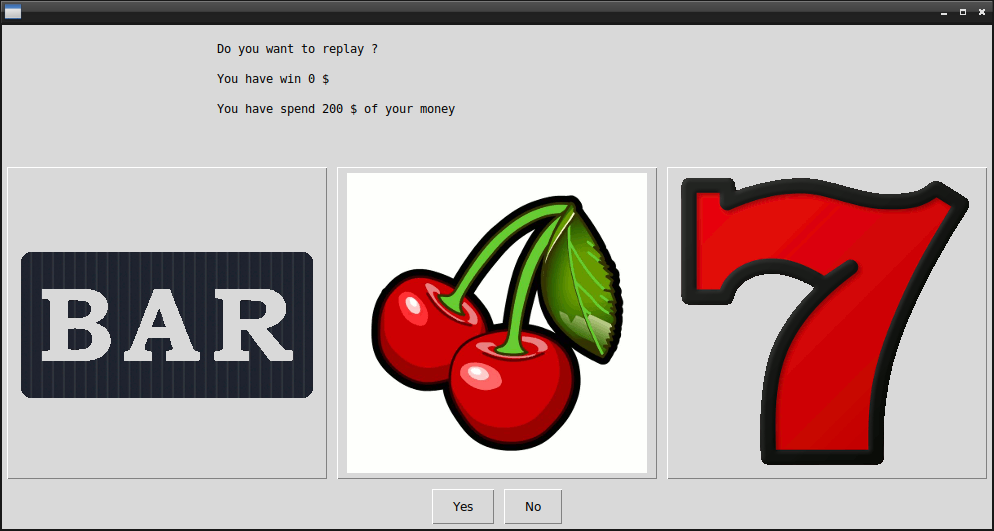 Do you want to replay ?
You have win 0 $
You have spend 200 $ of your money
BAR
7
Yes
No